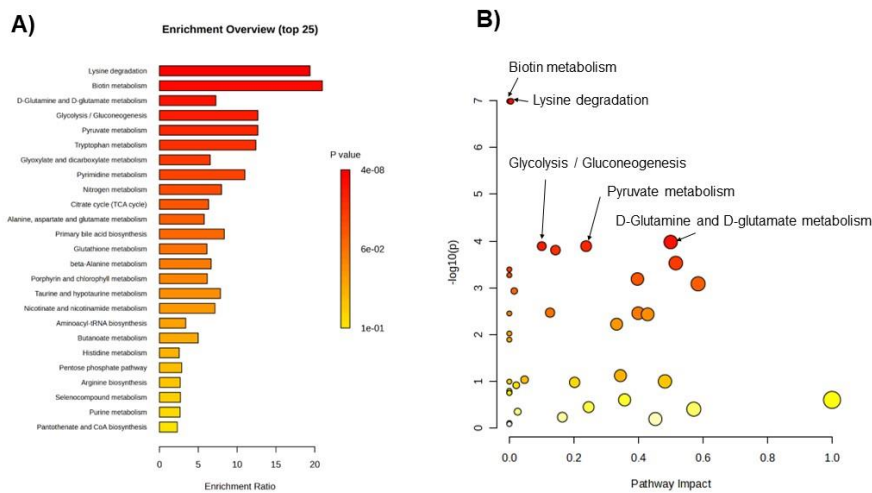 A)
Enrichment Overview (top 25)
Lysine degradation
Biotin metabolism
D-Glutamine and D-glutamate metabolism
Glycolysis / Gluconeogenesis
Pyruvate metabolism
Tryptophan metabolism
Glyoxylate and dicarboxylate metabolism
Pyrimidine metabolism
Nitrogen metabolism
Citrate cycle (TCA cycle)
Alanine, aspartate and glutamate metabolism
Primary bile acid biosynthesis
Glutathione metabolism
beta-Alanine metabolism
Porphyrin and chlorophyll metabolism
Taurine and hypotaurine metabolism
Nicotinate and nicotinamide metabolism
Aminoacyl-tRNA biosynthesis
Butanoate metabolism
Histidine metabolism
Pentose phosphate pathway
Arginine biosynthesis
Selenocompound metabolism
Purine metabolism
Pantothenate and CoA biosynthesis
0 5 10 15 20
Enrichment Ratio
P value
4e-08
6e-02
1e-01
B)
Biotin metabolism
Lysine degradation
Glycolysis / Gluconeogenesis
Pyruvate metabolism
D-Glutamine and D-glutamate metabolism
-log10(p)
7
6
5
4
3
2
1
0
0.0 0.2 0.4 0.6 0.8 1.0
Pathway Impact